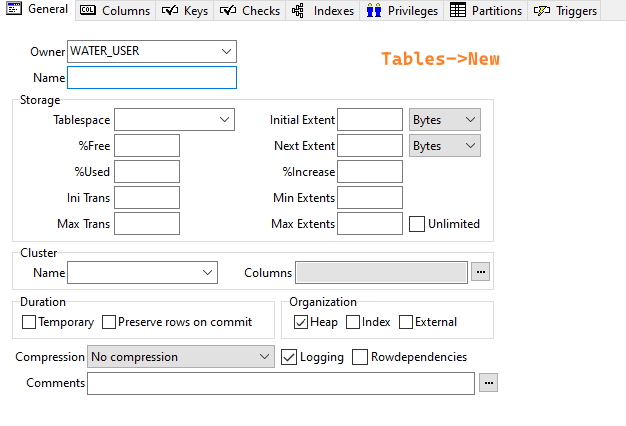 General Columns Keys Checks Indexes Privileges Partitions Triggers
Owner WATER_USER
Tables->New
Name
Storage
Tablespace Initial Extent Bytes
%Free Next Extent Bytes
%Used %Increase
Ini Trans Min Extents
Max Trans Max Extents Unlimited
Cluster
Name Columns ...
Duration Organization
Temporary Preserve rows on commit Heap Index External
Compression No compression Logging Rowdependencies
Comments ...